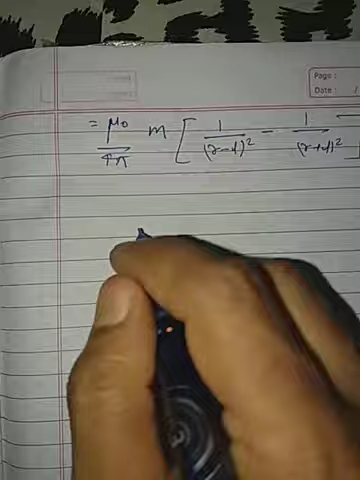 Page :
Date : /
= μ₀/4π m [ 1/(r-d)² - 1/(r+d)² ]